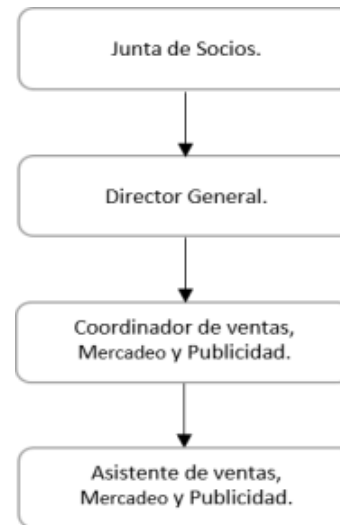 Junta de Socios.
Director General.
Coordinador de ventas,
Mercadeo y Publicidad.
Asistente de ventas,
Mercadeo y Publicidad.